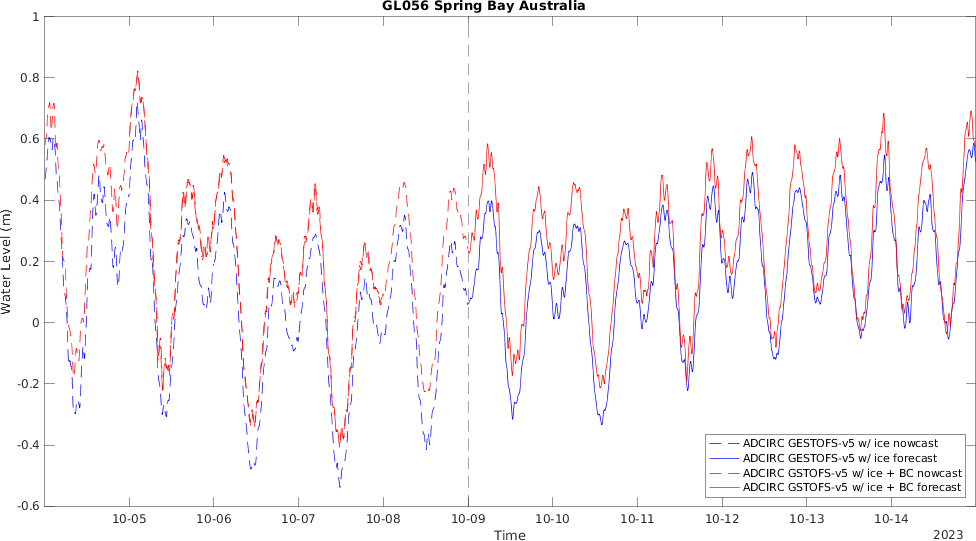 GL056 Spring Bay Australia
1
0.8
0.6
0.4
0.2
0
-0.2
-0.4
-0.6
Water Level (m)
10-05 10-06 10-07 10-08 10-09 10-10 10-11 10-12 10-13 10-14
Time
2023
ADCIRC GESTOFS-v5 w/ ice nowcast
ADCIRC GESTOFS-v5 w/ ice forecast
ADCIRC GSTOFS-v5 w/ ice + BC nowcast
ADCIRC GSTOFS-v5 w/ ice + BC forecast